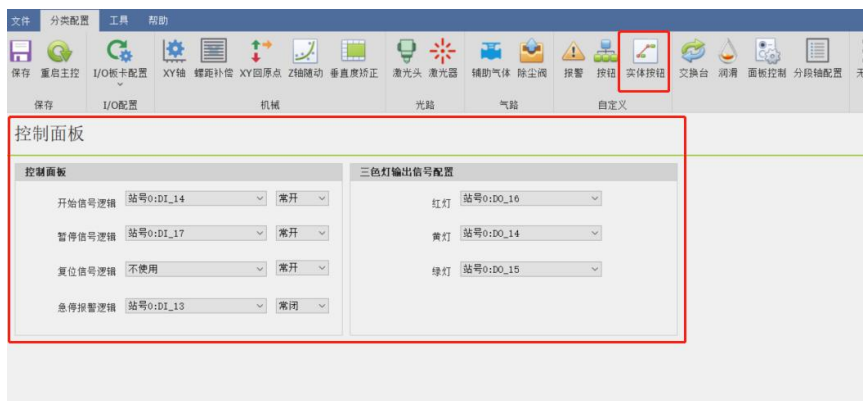 文件 分类配置 工具 帮助
保存 重启主控 I/O板卡配置 XY轴 螺距补偿 XY回原点 Z轴随动 垂直度矫正 激光头 激光器 辅助气体 除尘阀 报警 按钮 实体按钮 交换台 润滑 面板控制 分段轴配置
保存 I/O配置 机械 光路 气路 自定义
控制面板
控制面板 三色灯输出信号配置
开始信号逻辑 站号0:DI_14 常开 红灯 站号0:DO_16
暂停信号逻辑 站号0:DI_17 常开 黄灯 站号0:DO_14
复位信号逻辑 不使用 常开 绿灯 站号0:DO_15
急停报警逻辑 站号0:DI_13 常闭